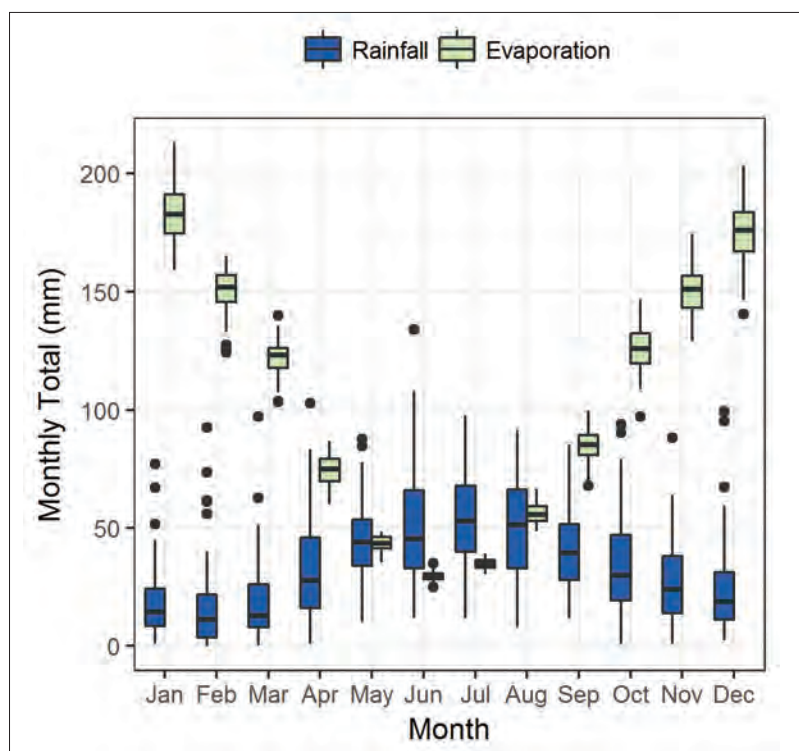 Rainfall Evaporation
Monthly Total (mm)
200
150
100
50
0
Jan Feb Mar Apr May Jun Jul Aug Sep Oct Nov Dec
Month